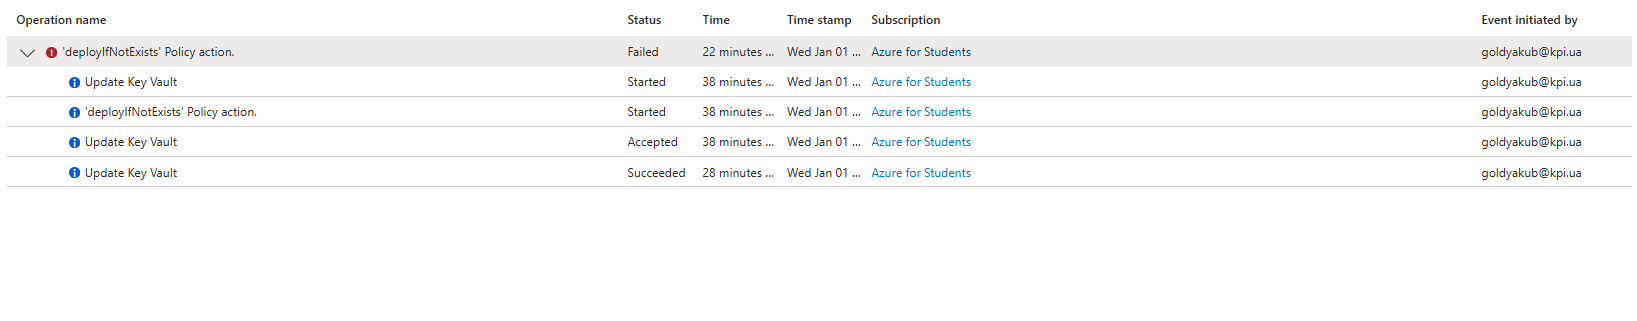 Operation name Status Time Time stamp Subscription Event initiated by
'deployIfNotExists' Policy action. Failed 22 minutes ... Wed Jan 01 ... Azure for Students goldyakub@kpi.ua
Update Key Vault Started 38 minutes ... Wed Jan 01 ... Azure for Students goldyakub@kpi.ua
'deployIfNotExists' Policy action. Started 38 minutes ... Wed Jan 01 ... Azure for Students goldyakub@kpi.ua
Update Key Vault Accepted 38 minutes ... Wed Jan 01 ... Azure for Students goldyakub@kpi.ua
Update Key Vault Succeeded 28 minutes ... Wed Jan 01 ... Azure for Students goldyakub@kpi.ua